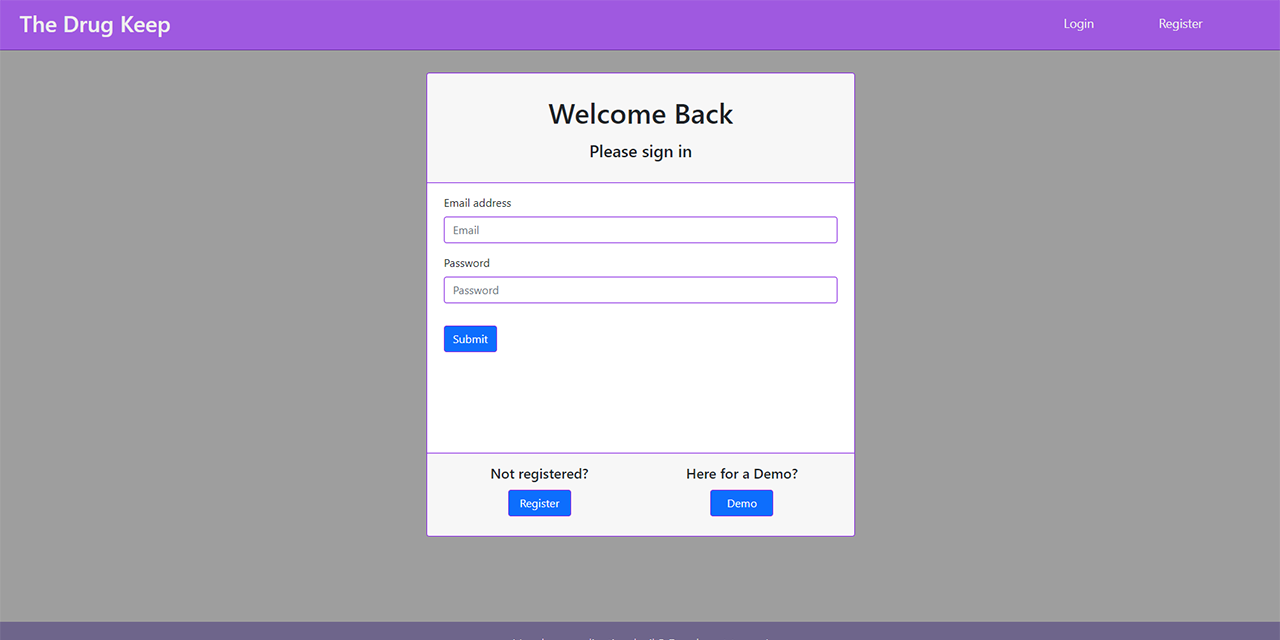 The Drug Keep
Login
Register
Welcome Back
Please sign in
Email address
Email
Password
Password
Submit
Not registered?
Here for a Demo?
Register
Demo